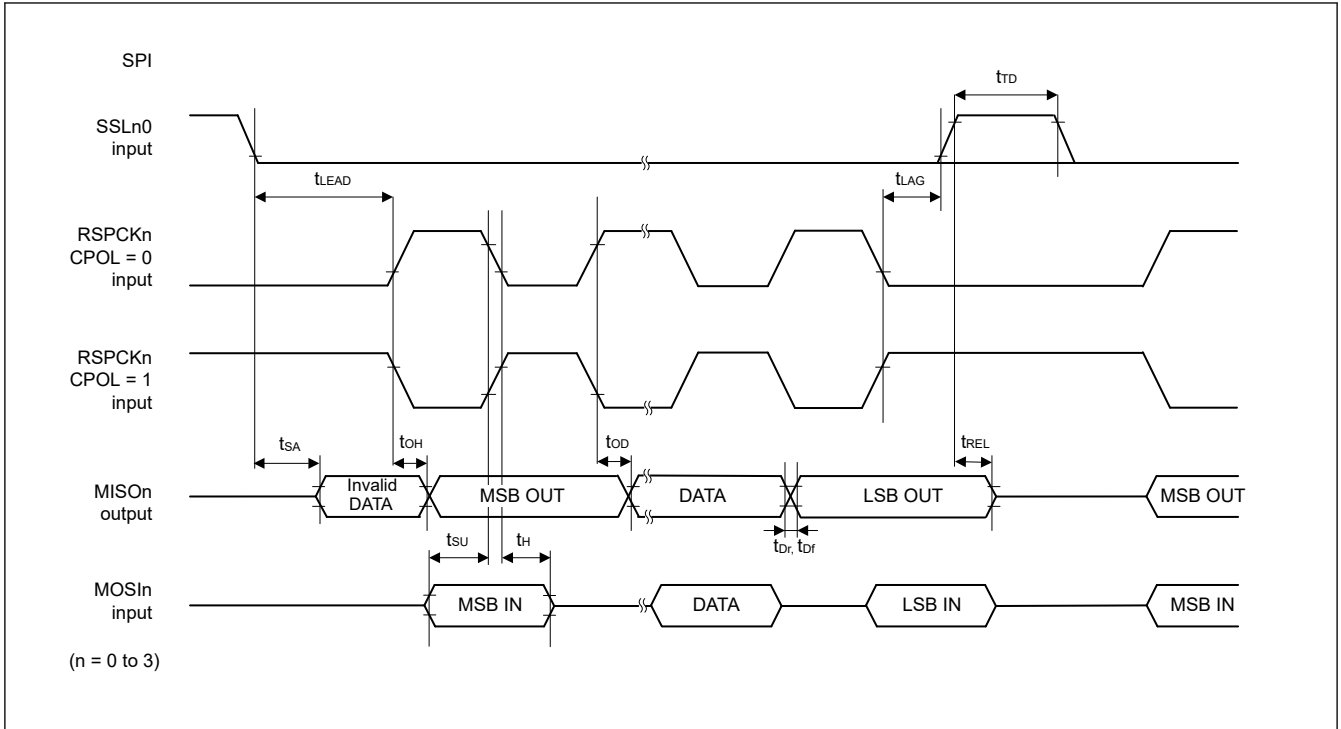 SPI
tTD
SSLn0
input
tLEAD
tLAG
RSPCKn
CPOL = 0
input
RSPCKn
CPOL = 1
input
tSA
tOH
tOD
tREL
MISOn
output
Invalid
DATA
MSB OUT
DATA
LSB OUT
MSB OUT
tSU
tH
tDr, tDf
MOSIn
input
MSB IN
DATA
LSB IN
MSB IN
(n = 0 to 3)